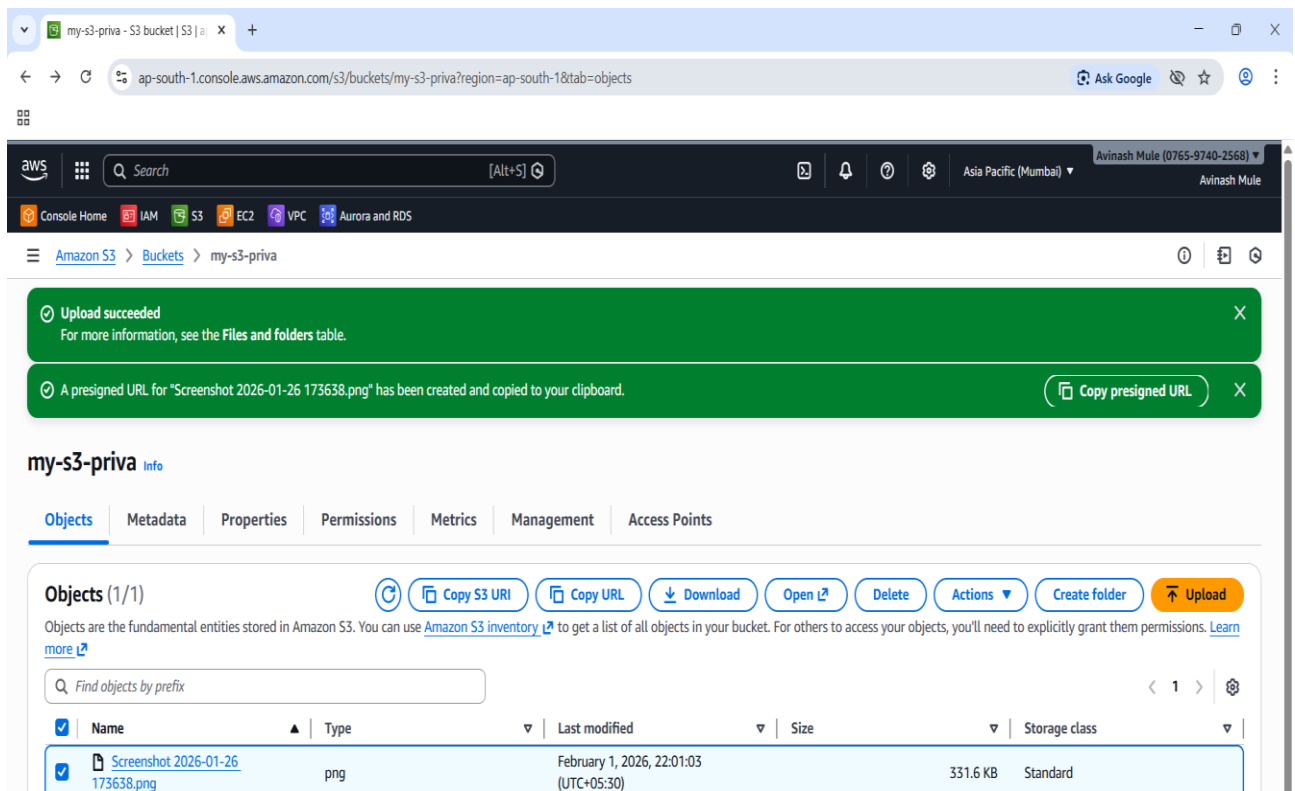 my-s3-priva - S3 bucket | S3 | a
ap-south-1.console.aws.amazon.com/s3/buckets/my-s3-priva?region=ap-south-1&tab=objects
Ask Google
aws
Search
[Alt+S]
Asia Pacific (Mumbai) ▼
Avinash Mule (0765-9740-2568) ▼
Avinash Mule
Console Home IAM S3 EC2 VPC Aurora and RDS
Amazon S3 > Buckets > my-s3-priva
Upload succeeded
For more information, see the Files and folders table.
A presigned URL for "Screenshot 2026-01-26 173638.png" has been created and copied to your clipboard.
Copy presigned URL
my-s3-priva Info
Objects Metadata Properties Permissions Metrics Management Access Points
Objects (1/1)
Copy S3 URI Copy URL Download Open Delete Actions ▼ Create folder Upload
Objects are the fundamental entities stored in Amazon S3. You can use Amazon S3 inventory to get a list of all objects in your bucket. For others to access your objects, you'll need to explicitly grant them permissions. Learn
more
Find objects by prefix
1
Name Type Last modified Size Storage class
Screenshot 2026-01-26
173638.png
png
February 1, 2026, 22:01:03
(UTC+05:30)
331.6 KB
Standard